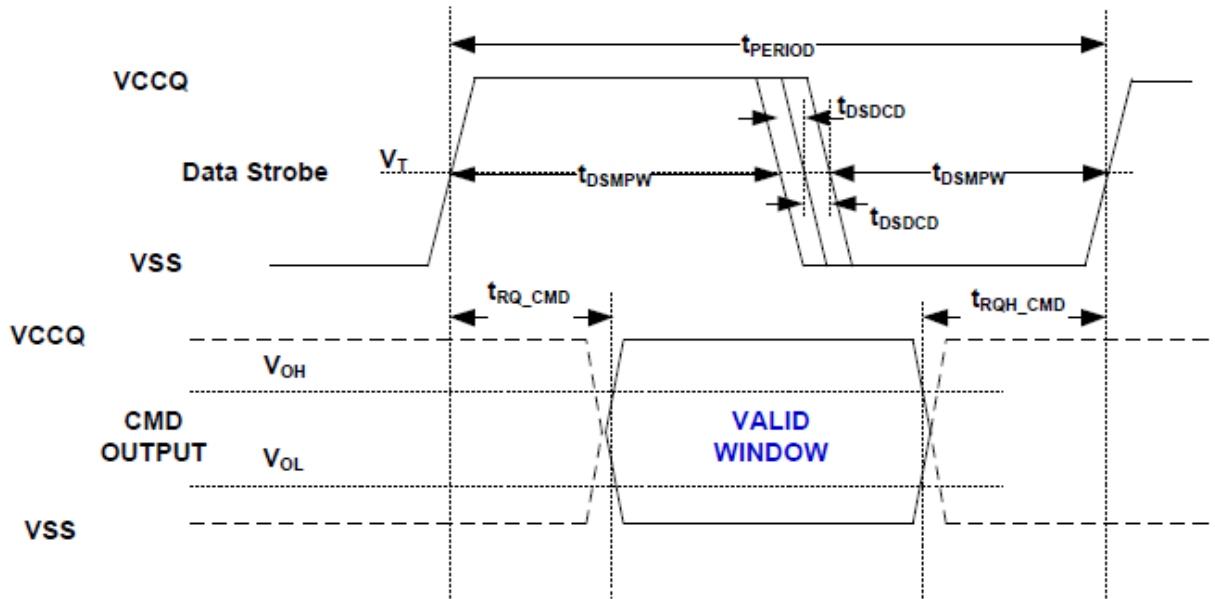 tPERIOD
VCCQ
tDSDCD
VT
Data Strobe
tDSMPW
tDSMPW
tDSDCD
VSS
tRQ_CMD
tRQH_CMD
VCCQ
VOH
CMD
OUTPUT
VALID
WINDOW
VOL
VSS